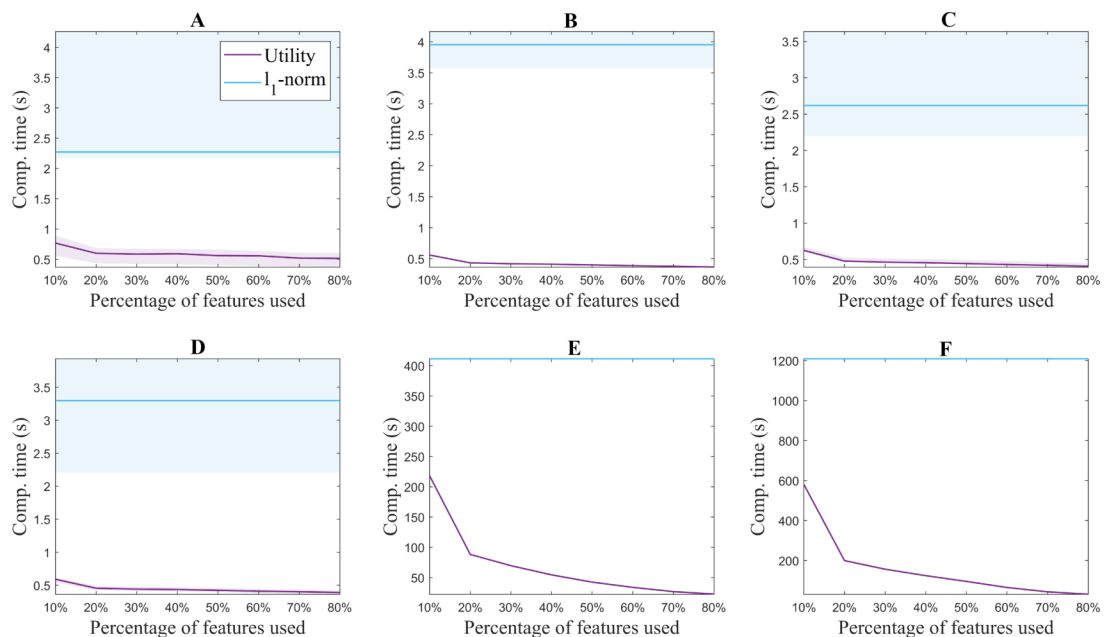 A
Comp. time (s)
4
3.5
3
2.5
2
1.5
1
0.5
Utility
l1-norm
10% 20% 30% 40% 50% 60% 70% 80%
Percentage of features used
B
Comp. time (s)
4
3.5
3
2.5
2
1.5
1
0.5
10% 20% 30% 40% 50% 60% 70% 80%
Percentage of features used
C
Comp. time (s)
3.5
3
2.5
2
1.5
1
0.5
10% 20% 30% 40% 50% 60% 70% 80%
Percentage of features used
D
Comp. time (s)
3.5
3
2.5
2
1.5
1
0.5
10% 20% 30% 40% 50% 60% 70% 80%
Percentage of features used
E
Comp. time (s)
400
350
300
250
200
150
100
50
10% 20% 30% 40% 50% 60% 70% 80%
Percentage of features used
F
Comp. time (s)
1200
1000
800
600
400
200
10% 20% 30% 40% 50% 60% 70% 80%
Percentage of features used